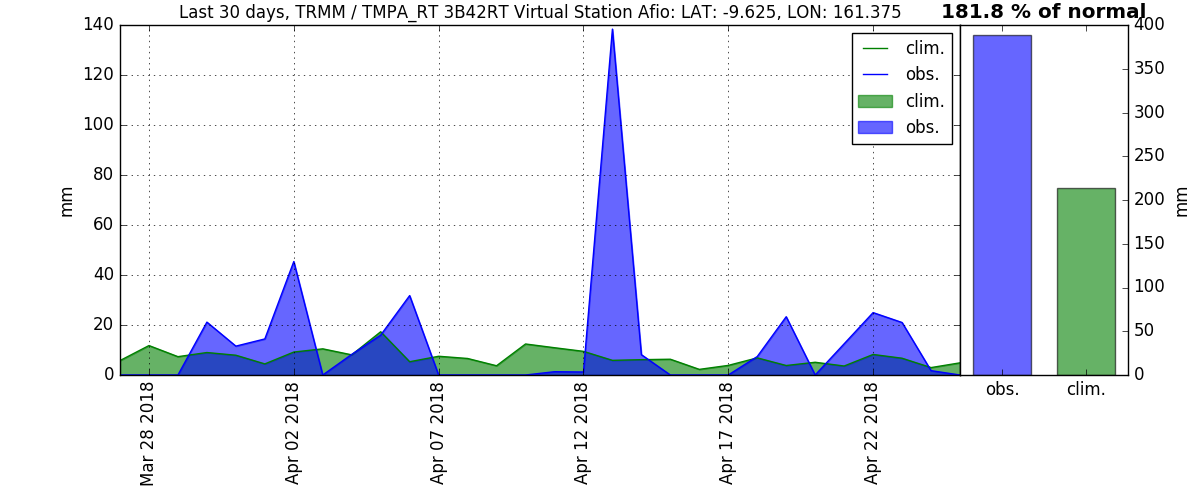 Last 30 days, TRMM / TMPA_RT 3B42RT Virtual Station Afio: LAT: -9.625, LON: 161.375
181.8 % of normal
140
120
100
80
60
40
20
0
mm
clim.
obs.
clim.
obs.
Mar 28 2018
Apr 02 2018
Apr 07 2018
Apr 12 2018
Apr 17 2018
Apr 22 2018
400
350
300
250
200
150
100
50
0
mm
obs.
clim.